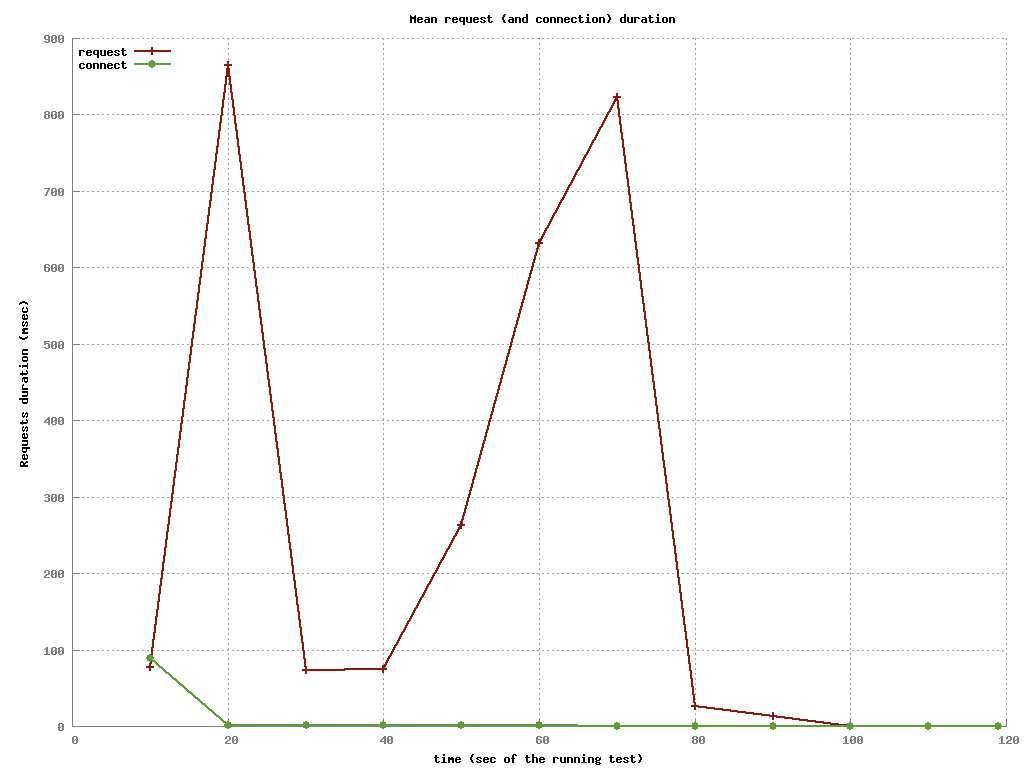 Mean request (and connection) duration
900
request
connect
800
700
600
500
400
300
200
100
0
Requests duration (msec)
0 20 40 60 80 100 120
time (sec of the running test)